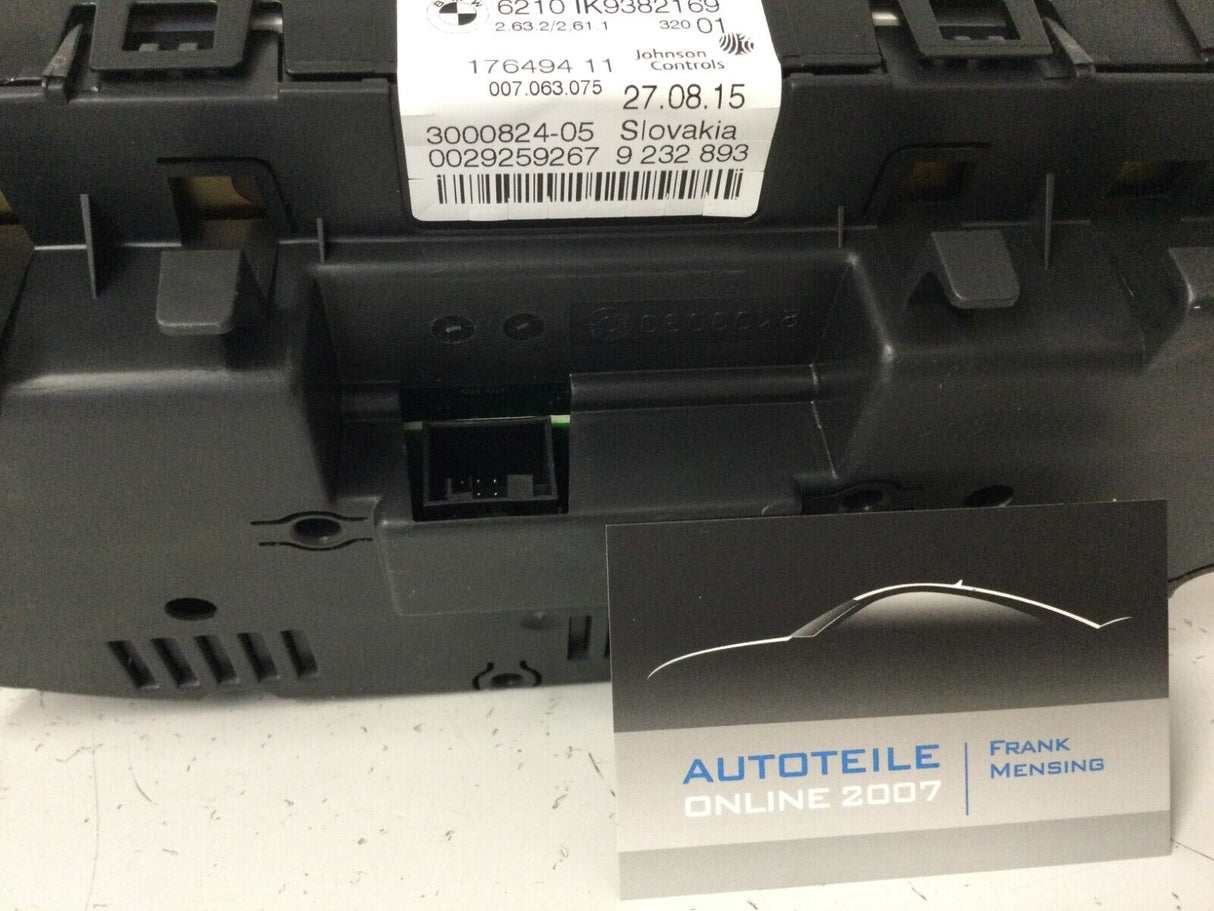 BMW
6210 IK9382169
2.63.2/2.61.1 320 01
Johnson
Controls
176494 11
007.063.075 27.08.15
3000824-05 Slovakia
0029259267 9 232 893
AUTOTEILE
ONLINE 2007
FRANK
MENSING